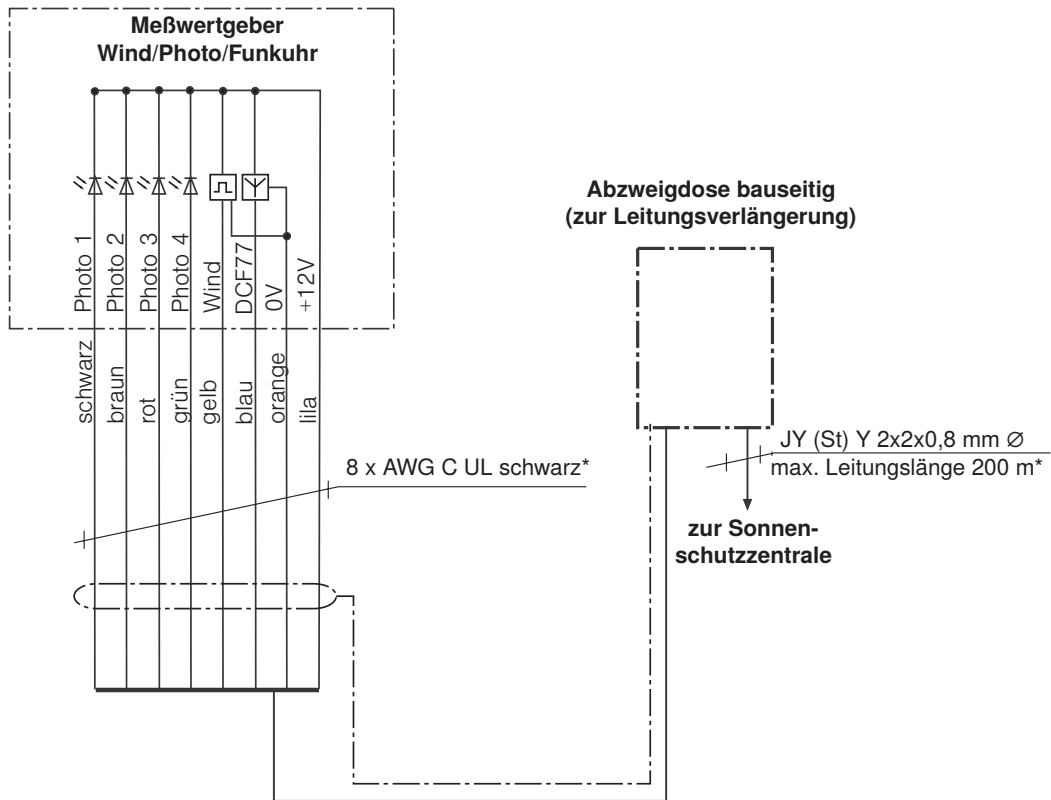 Meßwertgeber
Wind/Photo/Funkuhr
Photo 1
Photo 2
Photo 3
Photo 4
Wind
DCF77
0V
+12V
schwarz
braun
rot
grün
gelb
blau
orange
lila
8 x AWG C UL schwarz*
Abzweigdose bauseitig
(zur Leitungsverlängerung)
JY (St) Y 2x2x0,8 mm ∅
max. Leitungslänge 200 m*
zur Sonnen-
schutzzentrale